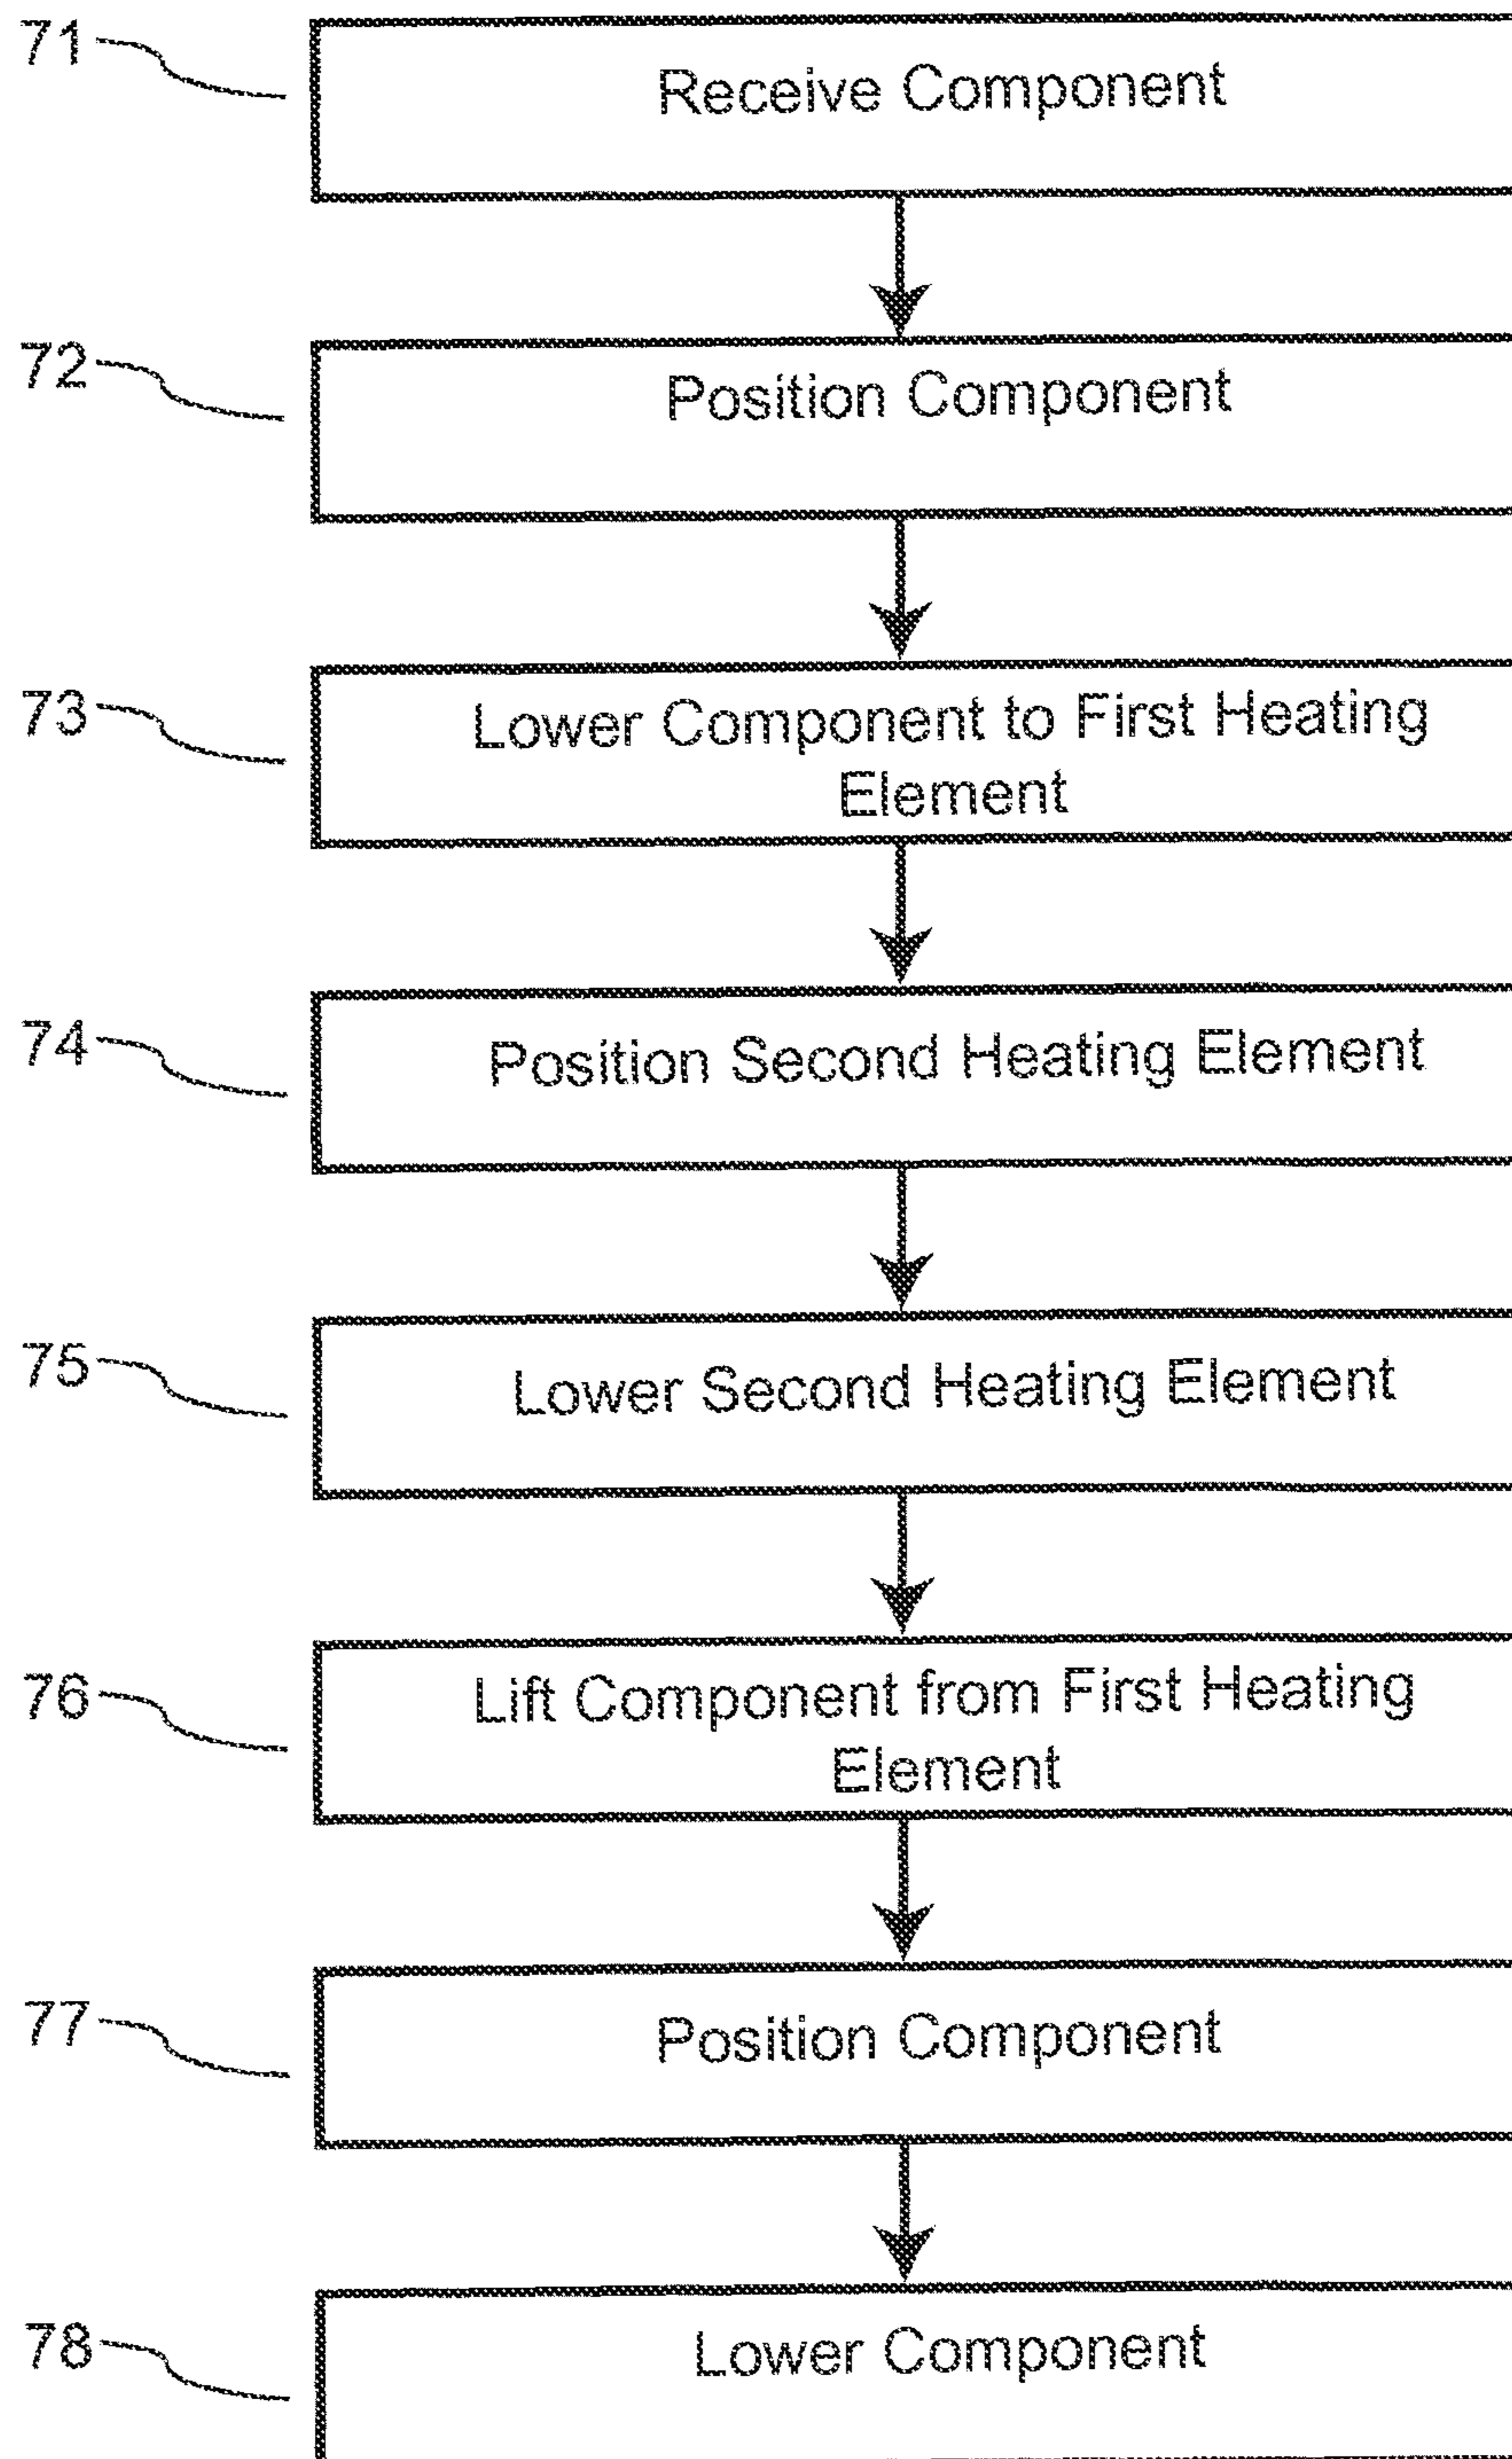 71
Receive Component
72
Position Component
73
Lower Component to First Heating
Element
74
Position Second Heating Element
75
Lower Second Heating Element
76
Lift Component from First Heating
Element
77
Position Component
78
Lower Component